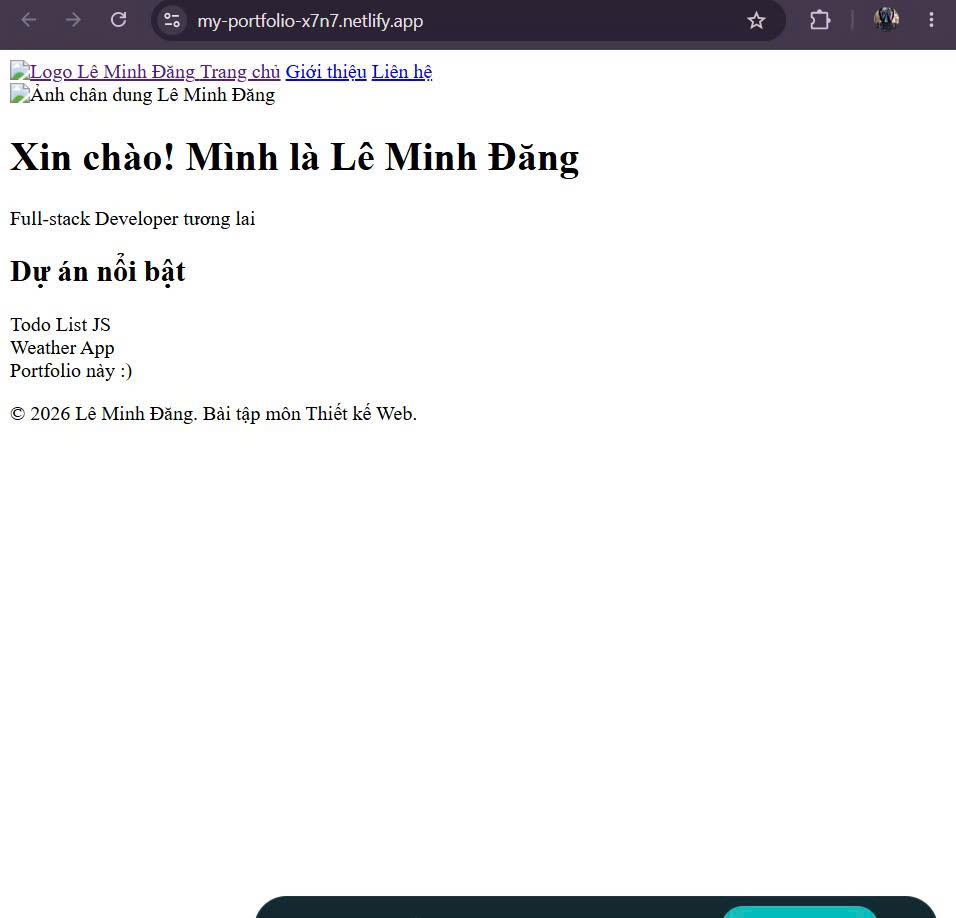 my-portfolio-x7n7.netlify.app
Logo Lê Minh Đăng Trang chủ Giới thiệu Liên hệ
Ảnh chân dung Lê Minh Đăng
Xin chào! Mình là Lê Minh Đăng
Full-stack Developer tương lai
Dự án nổi bật
Todo List JS
Weather App
Portfolio này :)
© 2026 Lê Minh Đăng. Bài tập môn Thiết kế Web.